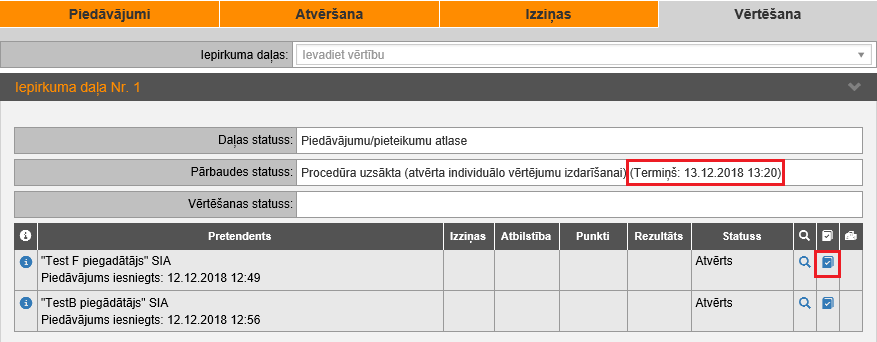 Piedāvājumi Atvēršana Izziņas Vērtēšana
Iepirkuma daļas: Ievadiet vērtību
Iepirkuma daļa Nr. 1
Daļas statuss: Piedāvājumu/pieteikumu atlase
Pārbaudes statuss: Procedūra uzsākta (atvērta individuālo vērtējumu izdarīšanai) (Termiņš: 13.12.2018 13:20)
Vērtēšanas statuss:
Pretendents Izziņas Atbilstība Punkti Rezultāts Statuss
"Test F piegadātājs" SIA Atvērts
Piedāvājums iesniegts: 12.12.2018 12:49
"TestB piegādātājs" SIA Atvērts
Piedāvājums iesniegts: 12.12.2018 12:56